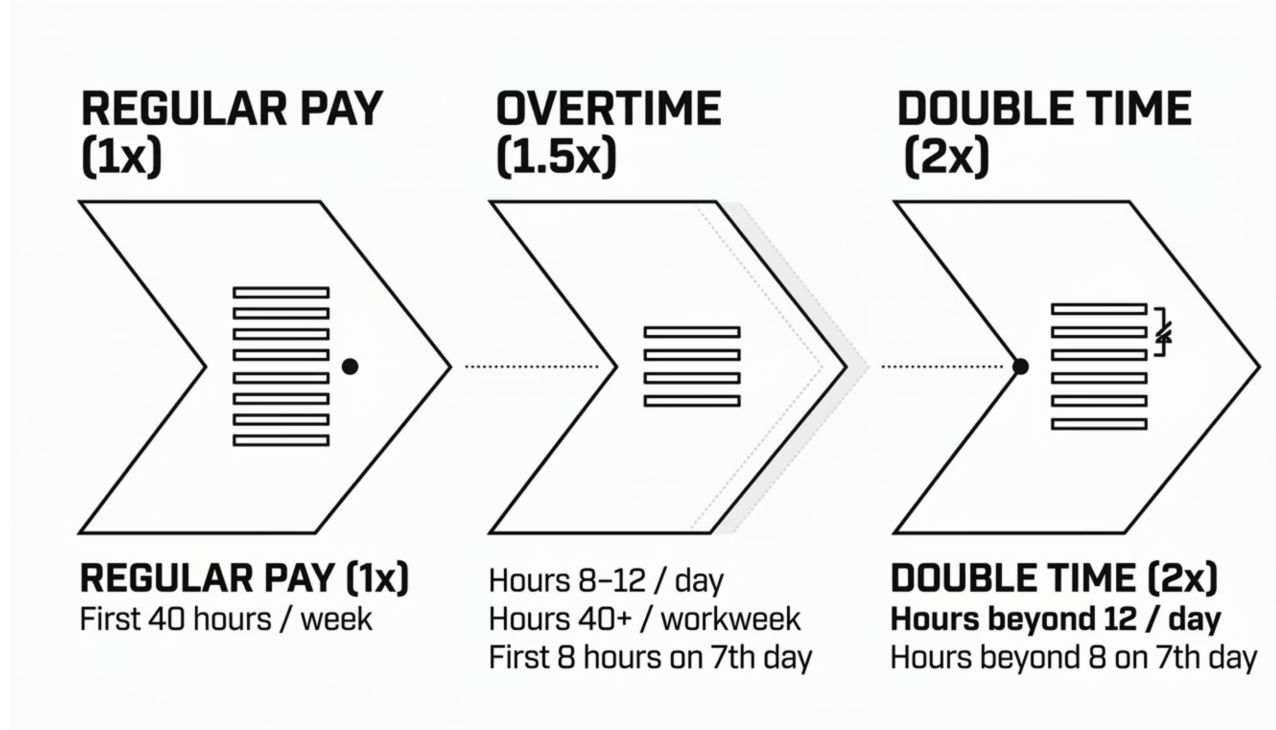 REGULAR PAY
(1x)
OVERTIME
(1.5x)
DOUBLE TIME
(2x)
REGULAR PAY (1x)
First 40 hours / week
Hours 8–12 / day
Hours 40+ / workweek
First 8 hours on 7th day
DOUBLE TIME (2x)
Hours beyond 12 / day
Hours beyond 8 on 7th day